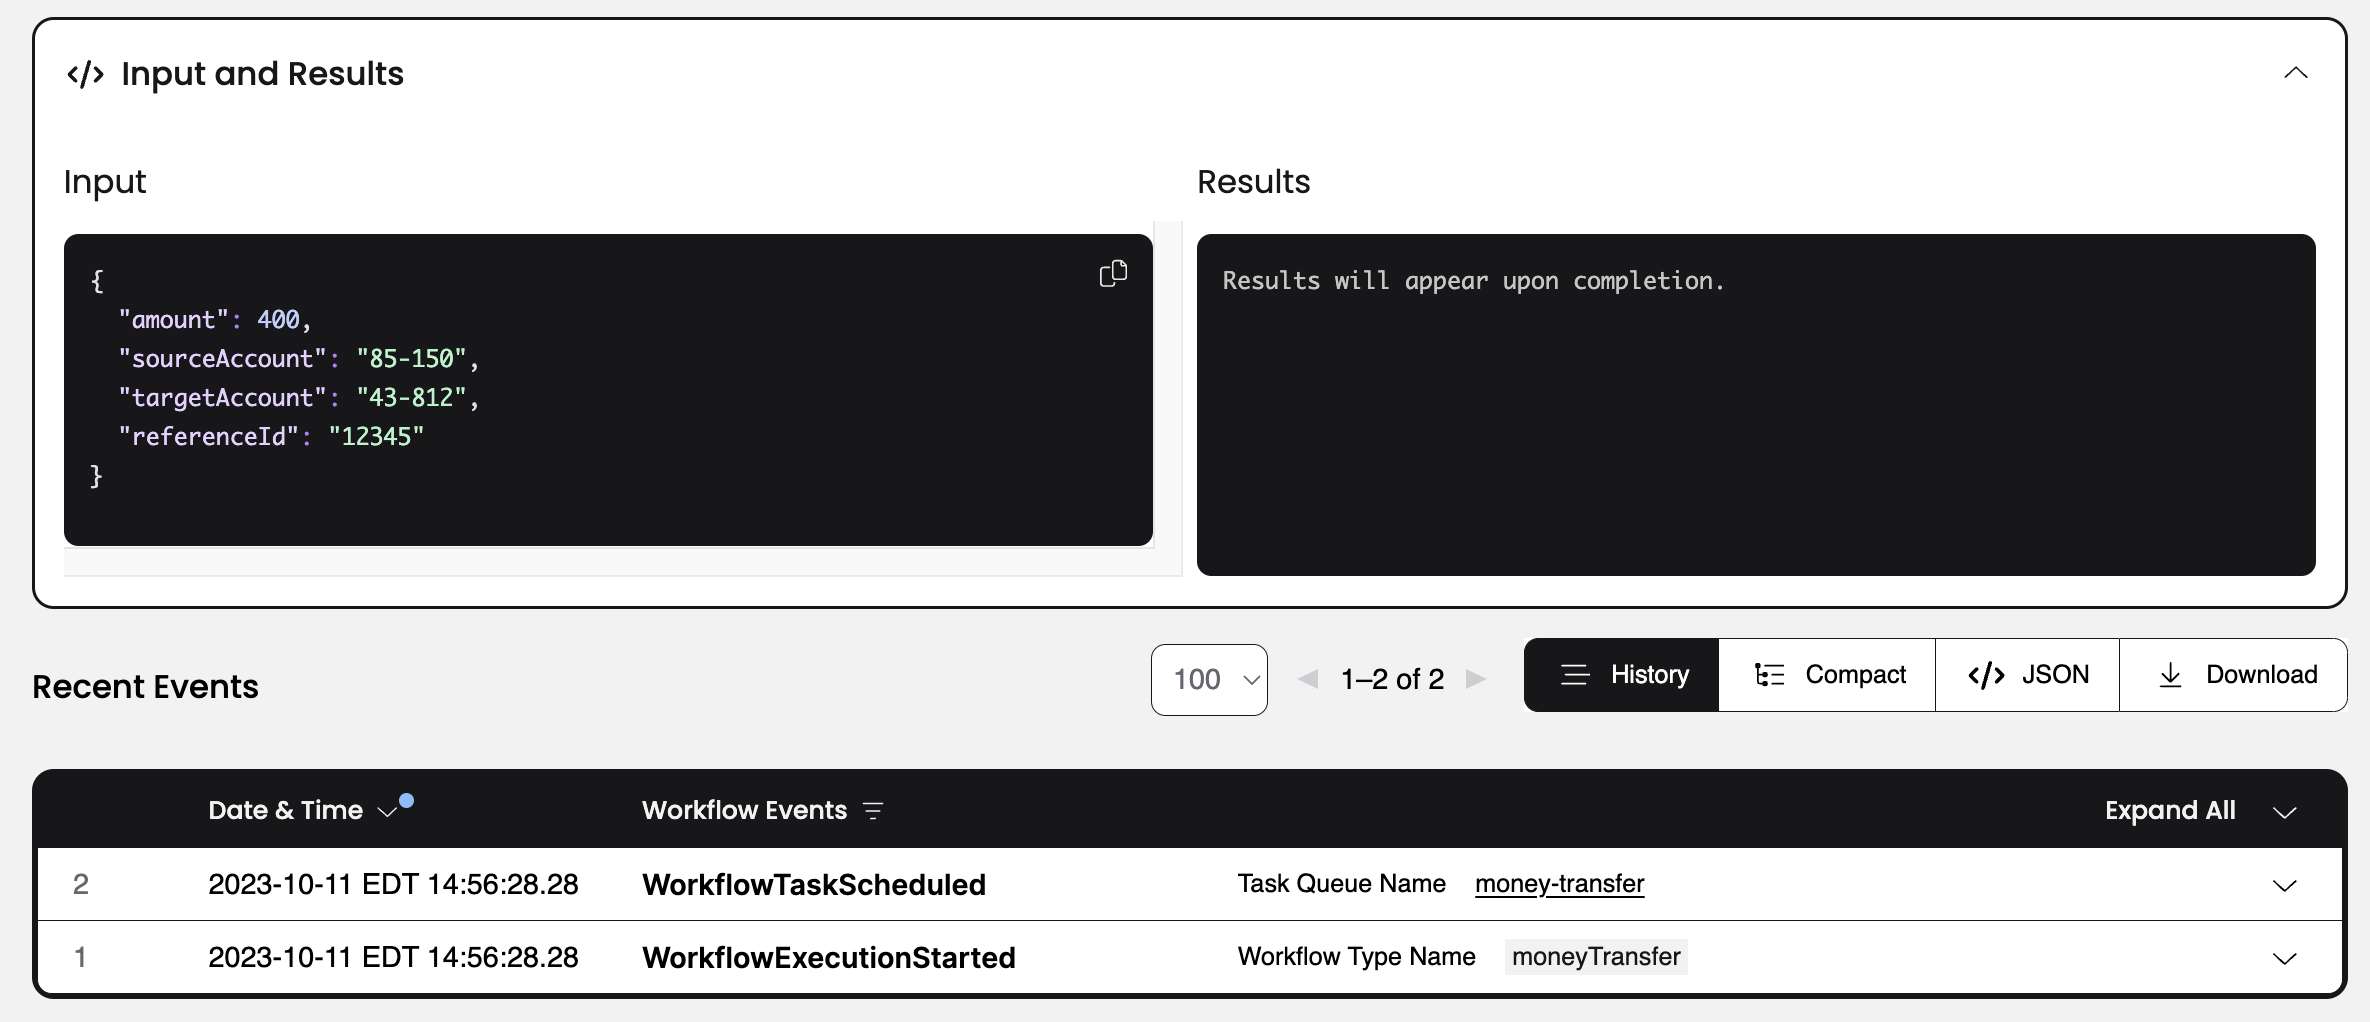 </> Input and Results
Input
Results
{
"amount": 400,
"sourceAccount": "85-150",
"targetAccount": "43-812",
"referenceId": "12345"
}
Results will appear upon completion.
Recent Events
100
1–2 of 2
History
Compact
</> JSON
Download
Date & Time
Workflow Events
Expand All
2 2023-10-11 EDT 14:56:28.28 WorkflowTaskScheduled Task Queue Name money-transfer
1 2023-10-11 EDT 14:56:28.28 WorkflowExecutionStarted Workflow Type Name moneyTransfer